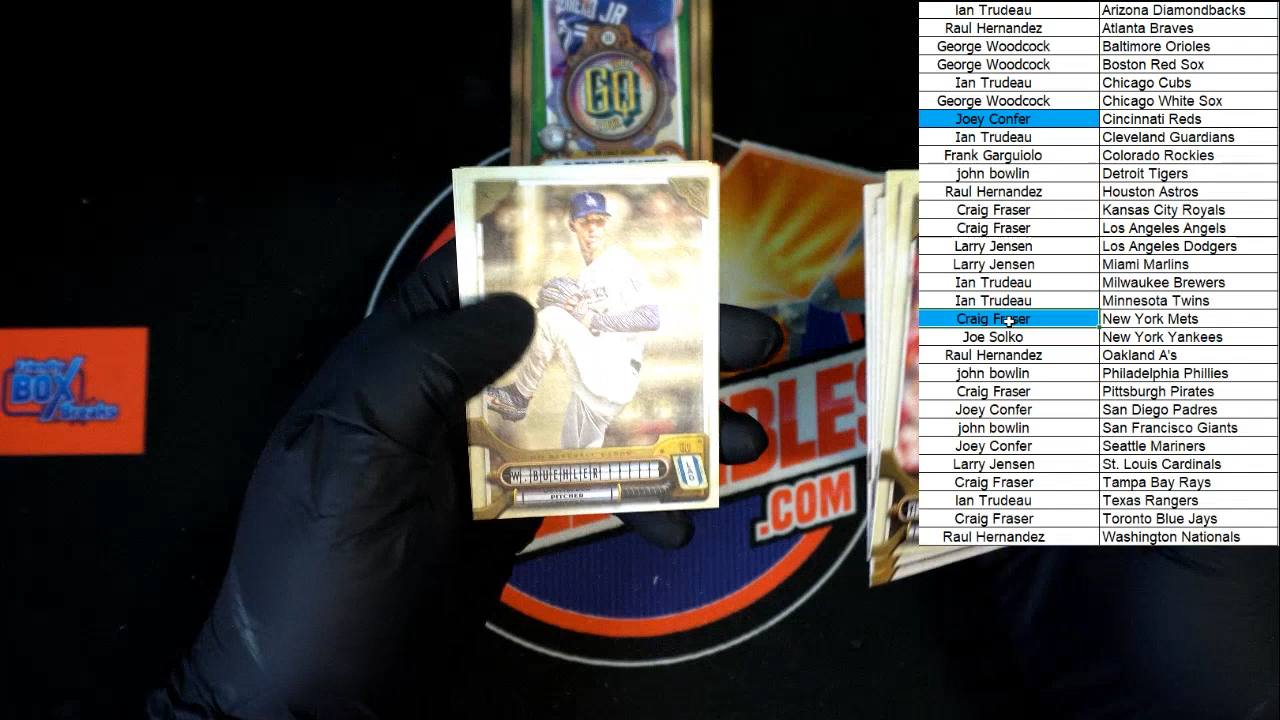 Ian Trudeau Arizona Diamondbacks
Raul Hernandez Atlanta Braves
George Woodcock Baltimore Orioles
George Woodcock Boston Red Sox
Ian Trudeau Chicago Cubs
George Woodcock Chicago White Sox
Joey Confer Cincinnati Reds
Ian Trudeau Cleveland Guardians
Frank Garguiolo Colorado Rockies
john bowlin Detroit Tigers
Raul Hernandez Houston Astros
Craig Fraser Kansas City Royals
Craig Fraser Los Angeles Angels
Larry Jensen Los Angeles Dodgers
Larry Jensen Miami Marlins
Ian Trudeau Milwaukee Brewers
Ian Trudeau Minnesota Twins
Craig Fraser New York Mets
Joe Solko New York Yankees
Raul Hernandez Oakland A's
john bowlin Philadelphia Phillies
Craig Fraser Pittsburgh Pirates
Joey Confer San Diego Padres
john bowlin San Francisco Giants
Joey Confer Seattle Mariners
Larry Jensen St. Louis Cardinals
Craig Fraser Tampa Bay Rays
Ian Trudeau Texas Rangers
Craig Fraser Toronto Blue Jays
Raul Hernandez Washington Nationals
JR
GQ
LA
W. BUEHLER
PITCHER
LAD
BOX
Breaks
BLES
.COM